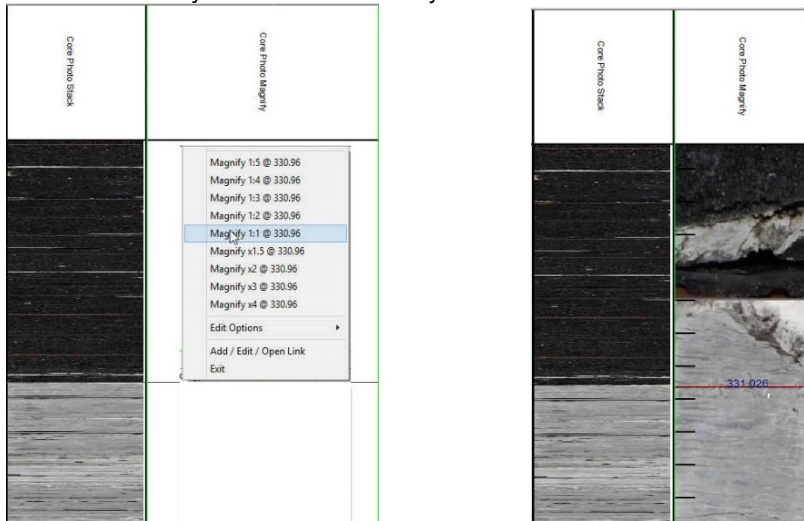 Core Photo Stack
Core Photo Magnify
Magnify 1:5 @ 330.96
Magnify 1:4 @ 330.96
Magnify 1:3 @ 330.96
Magnify 1:2 @ 330.96
Magnify 1:1 @ 330.96
Magnify x1.5 @ 330.96
Magnify x2 @ 330.96
Magnify x3 @ 330.96
Magnify x4 @ 330.96
Edit Options
Add / Edit / Open Link
Exit
Core Photo Stack
Core Photo Magnify
331.026